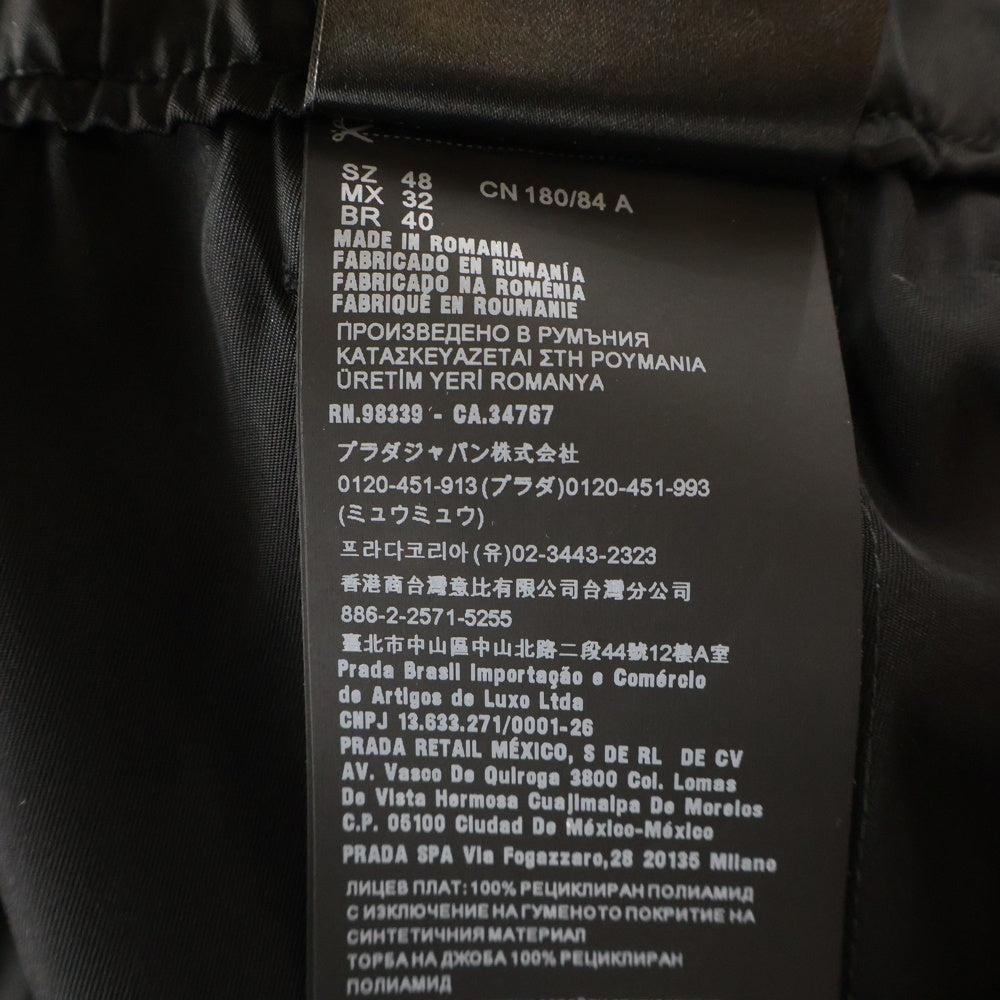 SZ 48 CN 180/84 A
MX 32
BR 40
MADE IN ROMANIA
FABRICADO EN RUMANÍA
FABRICADO NA ROMÉNIA
FABRIQUÉ EN ROUMANIE
ПРОИЗВЕДЕНО В РУМЪНИЯ
ΚΑΤΑΣΚΕΥΑΖΕΤΑΙ ΣΤΗ ΡΟΥΜΑΝΙΑ
ÜRETİM YERİ ROMANYA
RN.98339 - CA.34767
プラダジャパン株式会社
0120-451-913(プラダ)0120-451-993
(ミュウミュウ)
프라다코리아(유)02-3443-2323
香港商台灣意比有限公司台灣分公司
886-2-2571-5255
臺北市中山區中山北路二段44號12樓A室
Prada Brasil Importação e Comércio
de Artigos de Luxo Ltda
CNPJ 13.633.271/0001-26
PRADA RETAIL MÉXICO, S DE RL DE CV
AV. Vasco De Quiroga 3800 Col. Lomas
De Vista Hermosa Cuajimalpa De Morelos
C.P. 05100 Ciudad De México-México
PRADA SPA Via Fogazzaro,28 20135 Milano
ЛИЦЕВ ПЛАТ: 100% РЕЦИКЛИРАН ПОЛИАМИД
С ИЗКЛЮЧЕНИЕ НА ГУМЕНОТО ПОКРИТИЕ НА
СИНТЕТИЧНИЯ МАТЕРИАЛ
ТОРБА НА ДЖОБА 100% РЕЦИКЛИРАН
ПОЛИАМИД